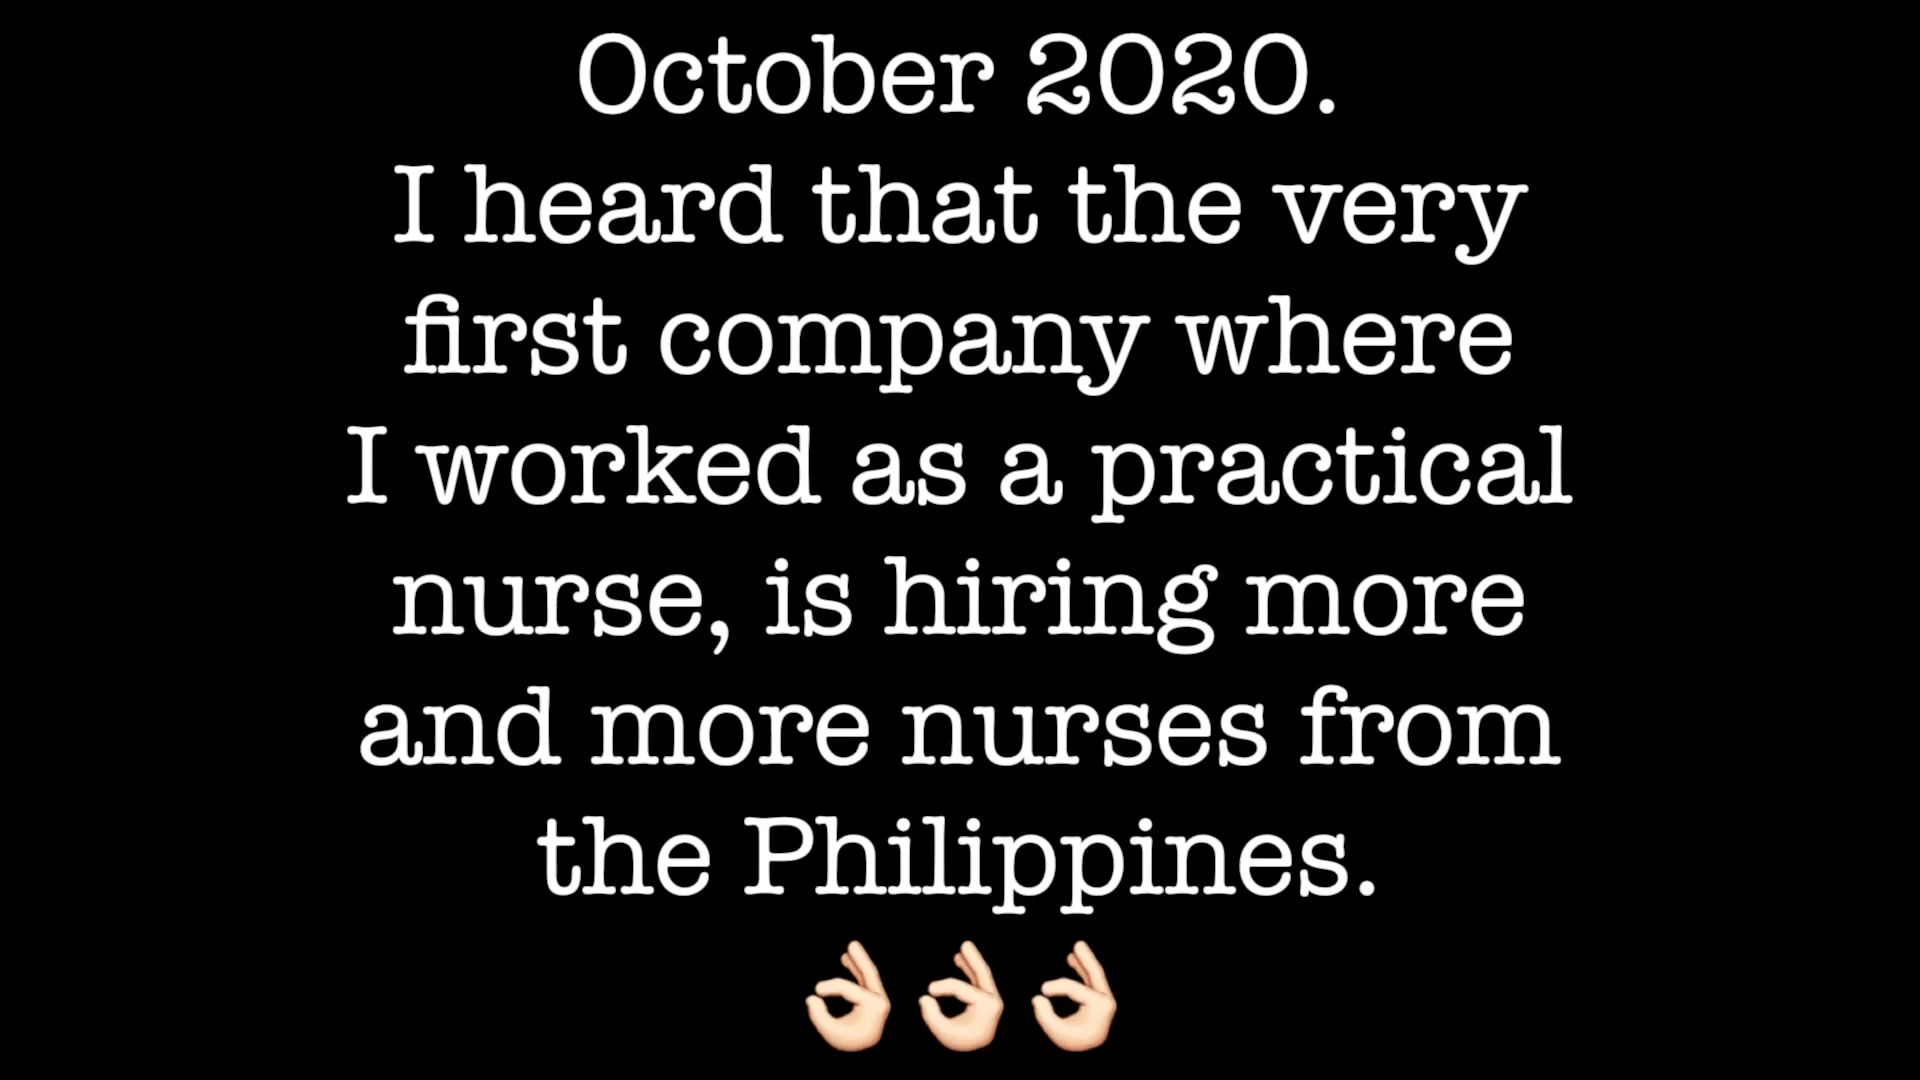 October 2020.
I heard that the very
first company where
I worked as a practical
nurse, is hiring more
and more nurses from
the Philippines.
👌🏻👌🏻👌🏻